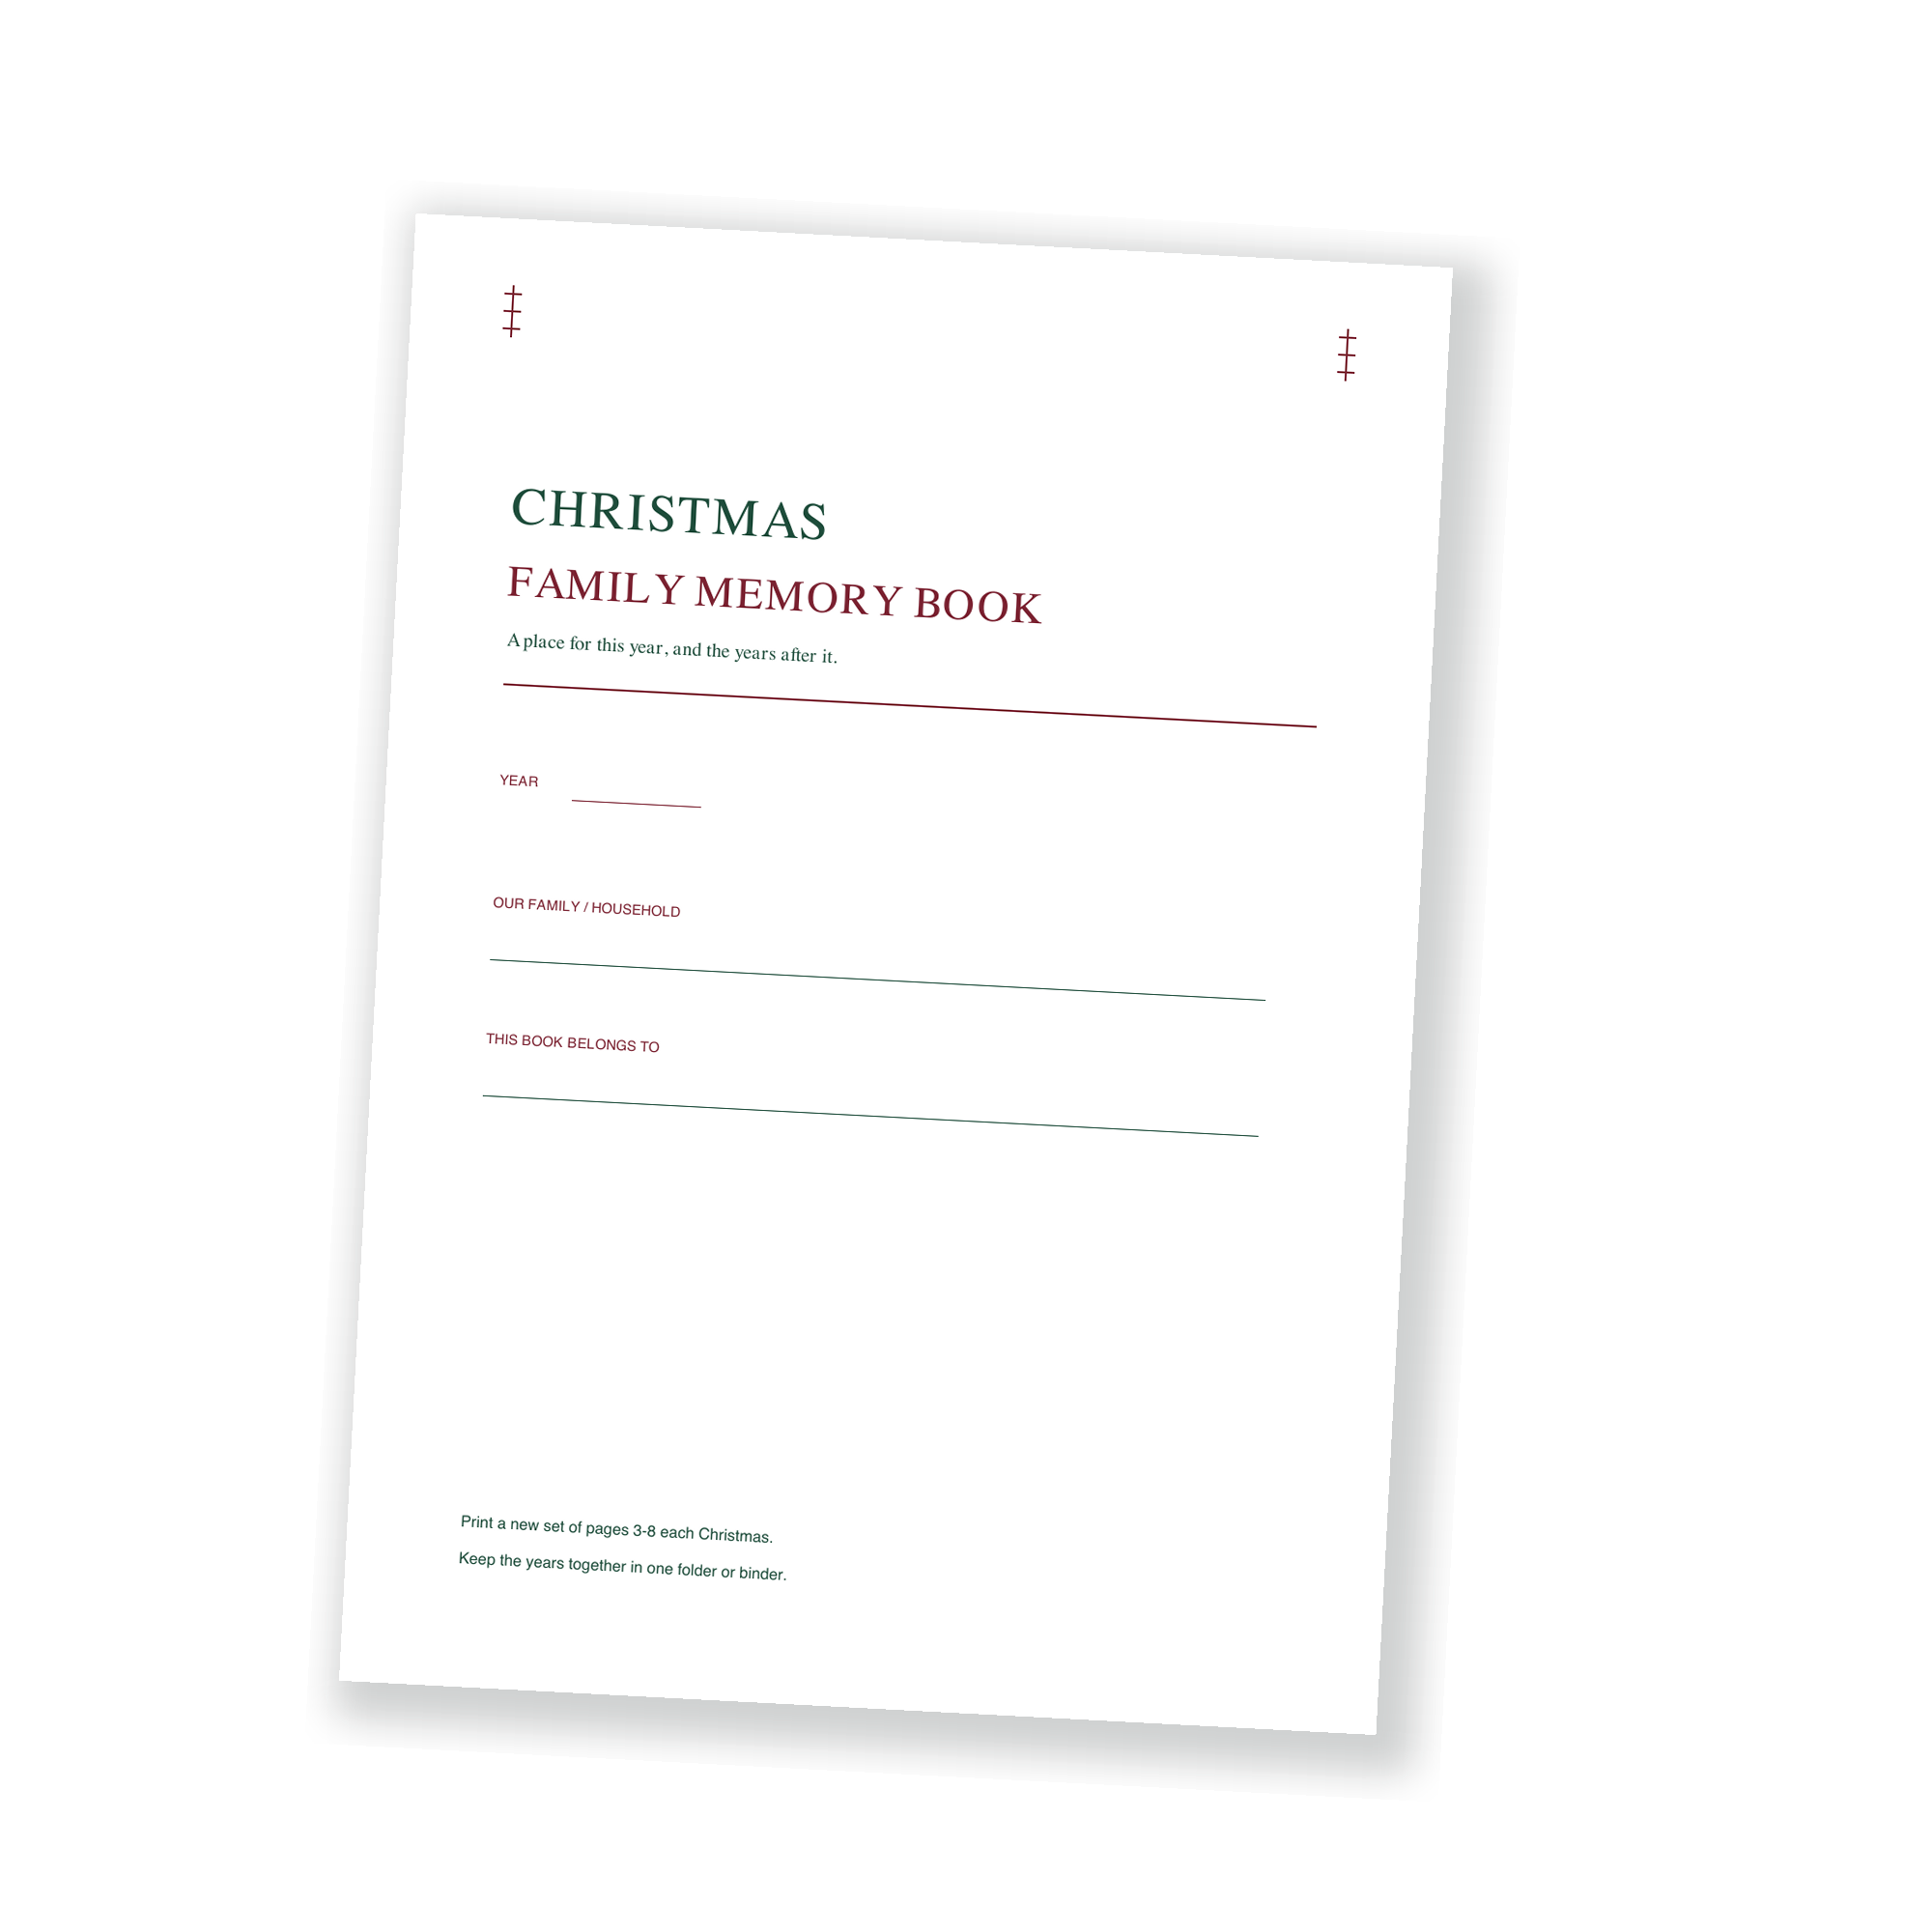 CHRISTMAS
FAMILY MEMORY BOOK
A place for this year, and the years after it.
YEAR
OUR FAMILY / HOUSEHOLD
THIS BOOK BELONGS TO
Print a new set of pages 3-8 each Christmas.
Keep the years together in one folder or binder.